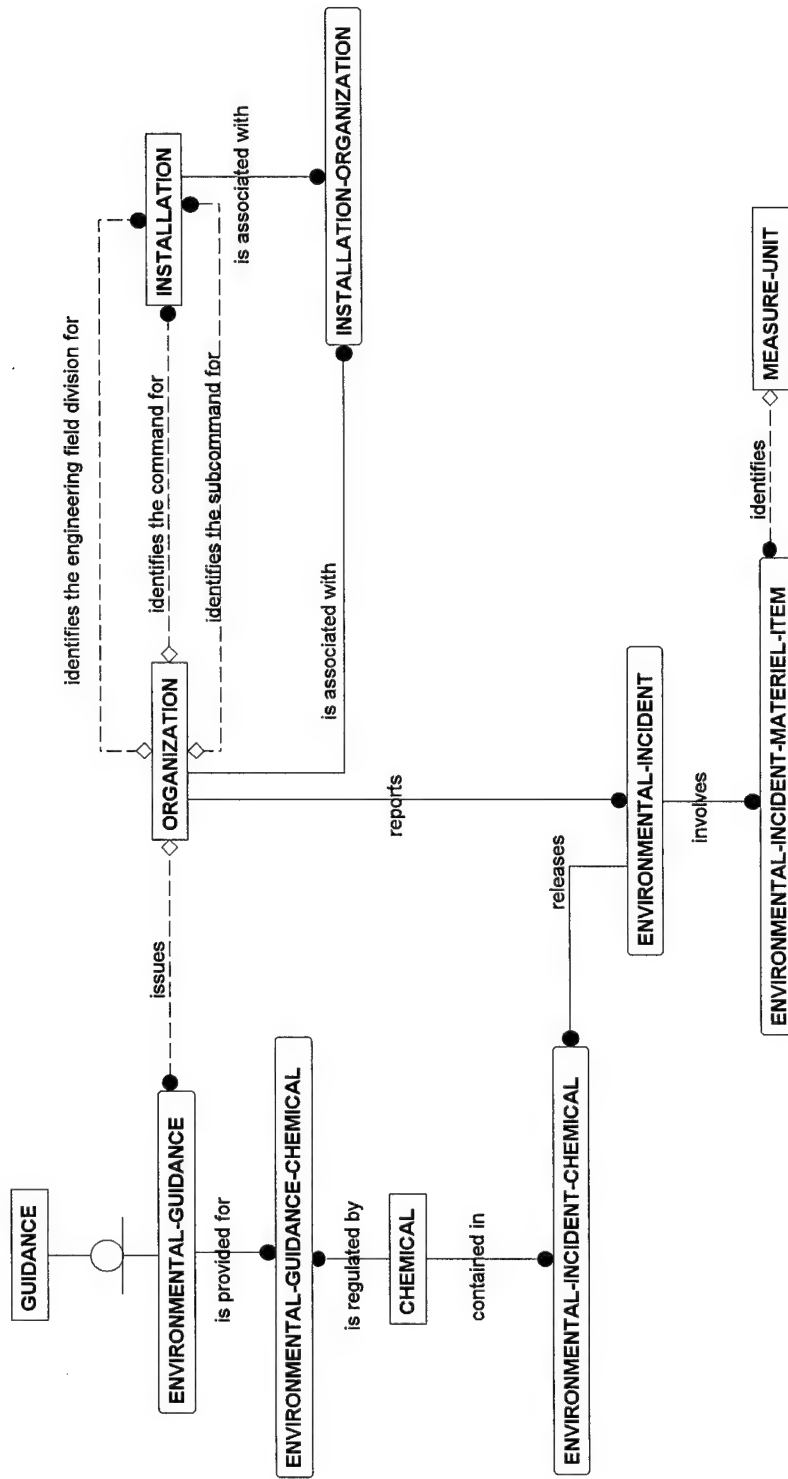 GUIDANCE
ENVIRONMENTAL-GUIDANCE
is provided for
ENVIRONMENTAL-GUIDANCE-CHEMICAL
is regulated by
CHEMICAL
contained in
ENVIRONMENTAL-INCIDENT-CHEMICAL
issues
ORGANIZATION
identifies the engineering field division for
identifies the command for
identifies the subcommand for
INSTALLATION
is associated with
INSTALLATION-ORGANIZATION
is associated with
reports
releases
ENVIRONMENTAL-INCIDENT
involves
ENVIRONMENTAL-INCIDENT-MATERIEL-ITEM
identifies
MEASURE-UNIT